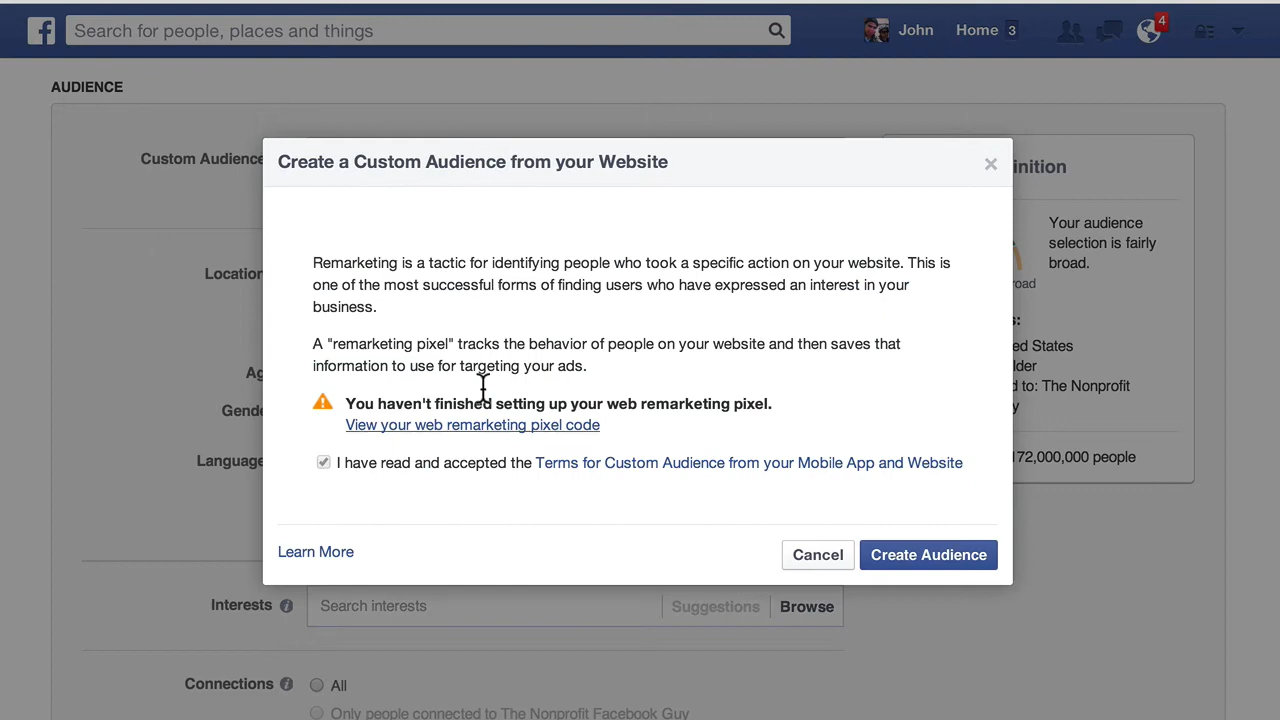 f
Search for people, places and things
John
Home 3
4
AUDIENCE
Custom Audience
Create a Custom Audience from your Website
×
inition
Your audience
selection is fairly
broad.
Remarketing is a tactic for identifying people who took a specific action on your website. This is
one of the most successful forms of finding users who have expressed an interest in your
business.
Location
road
s:
A "remarketing pixel" tracks the behavior of people on your website and then saves that
information to use for targeting your ads.
ed States
lder
d to: The Nonprofit
y
Ag
Gende
You haven't finished setting up your web remarketing pixel.
View your web remarketing pixel code
Language
I have read and accepted the Terms for Custom Audience from your Mobile App and Website
172,000,000 people
Learn More
Cancel
Create Audience
Interests i
Search interests
Suggestions
Browse
Connections i
All
Only people connected to The Nonprofit Facebook Guy